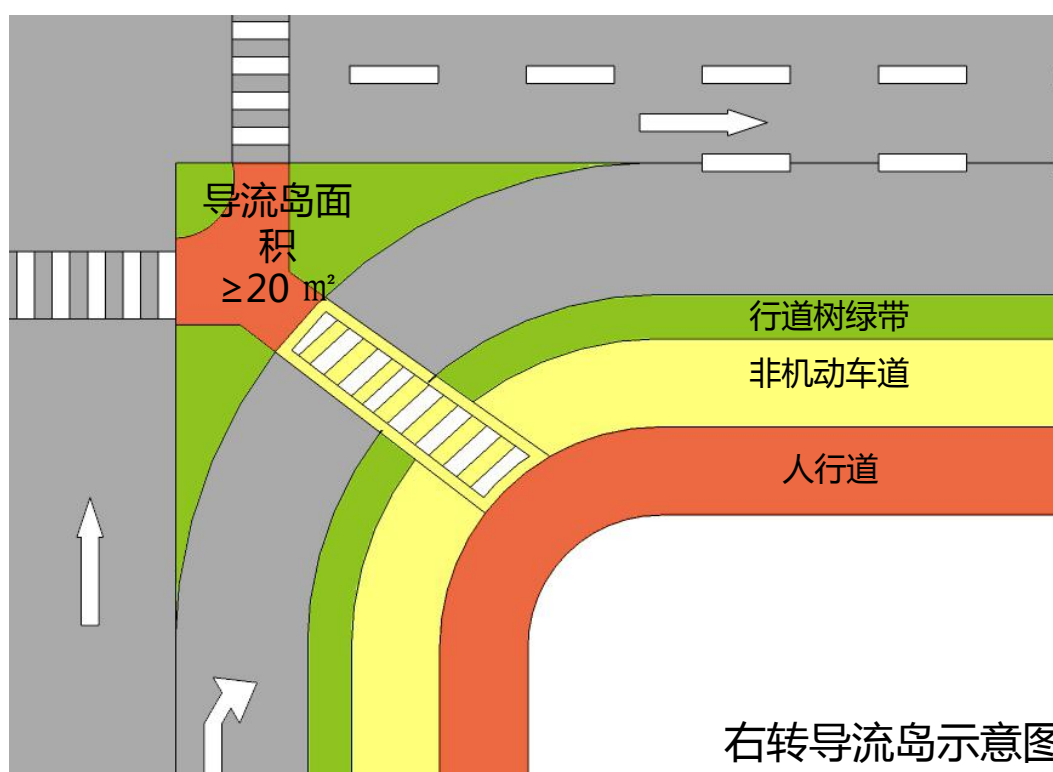 导流岛面
积
≥20 ㎡
行道树绿带
非机动车道
人行道
右转导流岛示意图